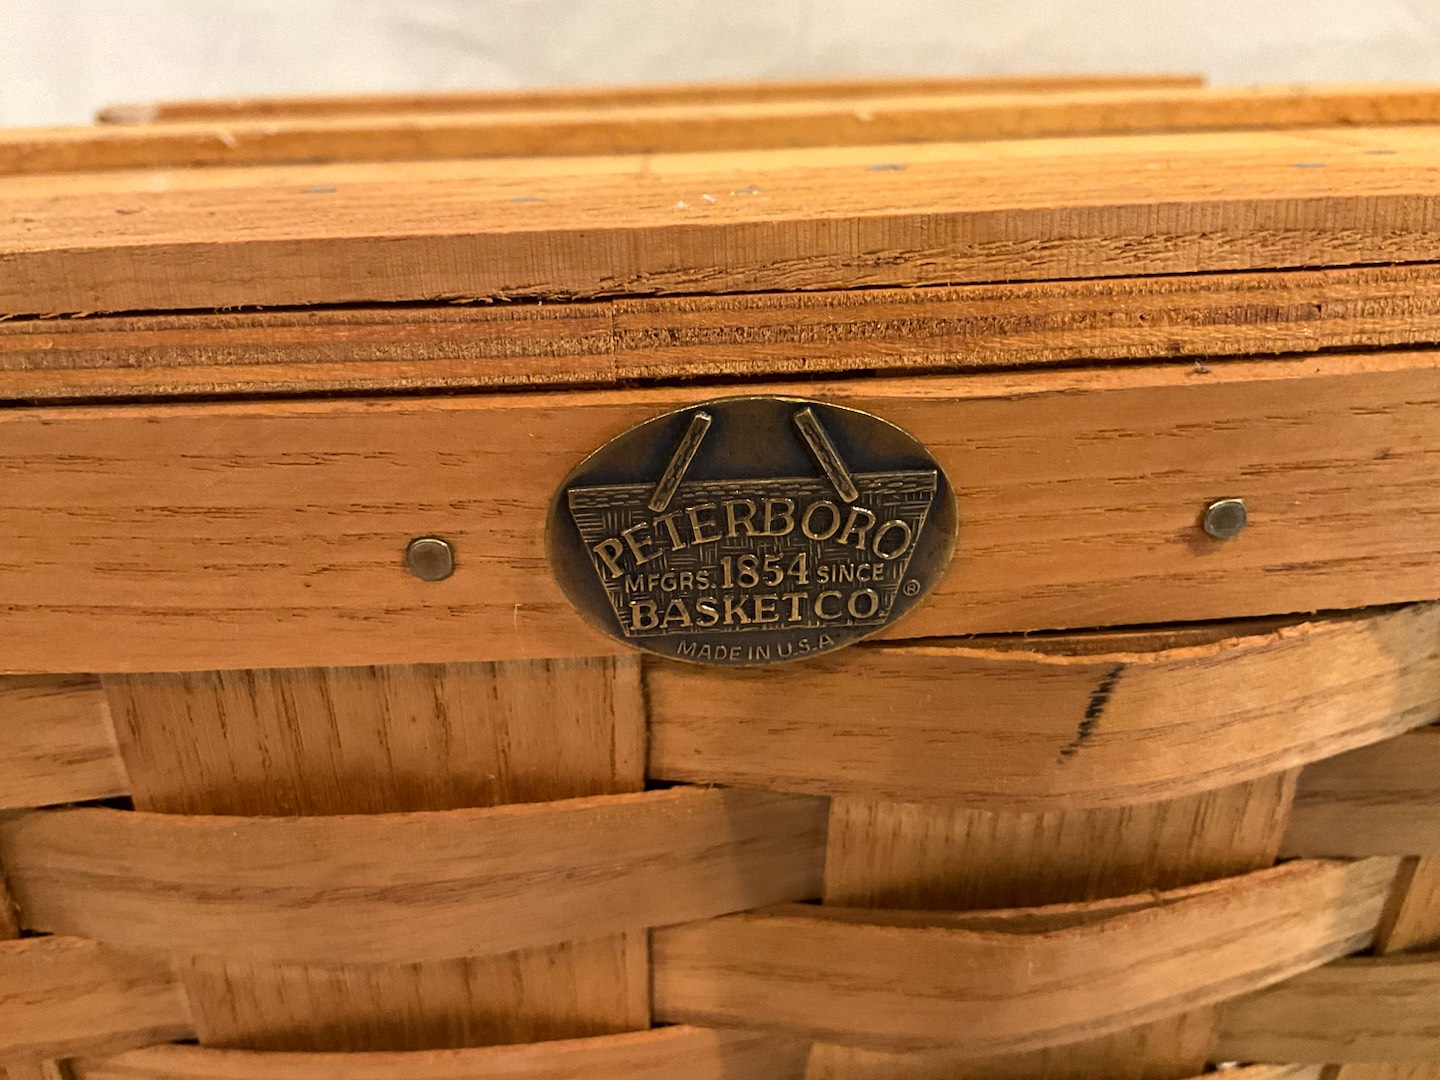 PETERBORO
MFGRS. 1854 SINCE
BASKET CO. ®
MADE IN U.S.A